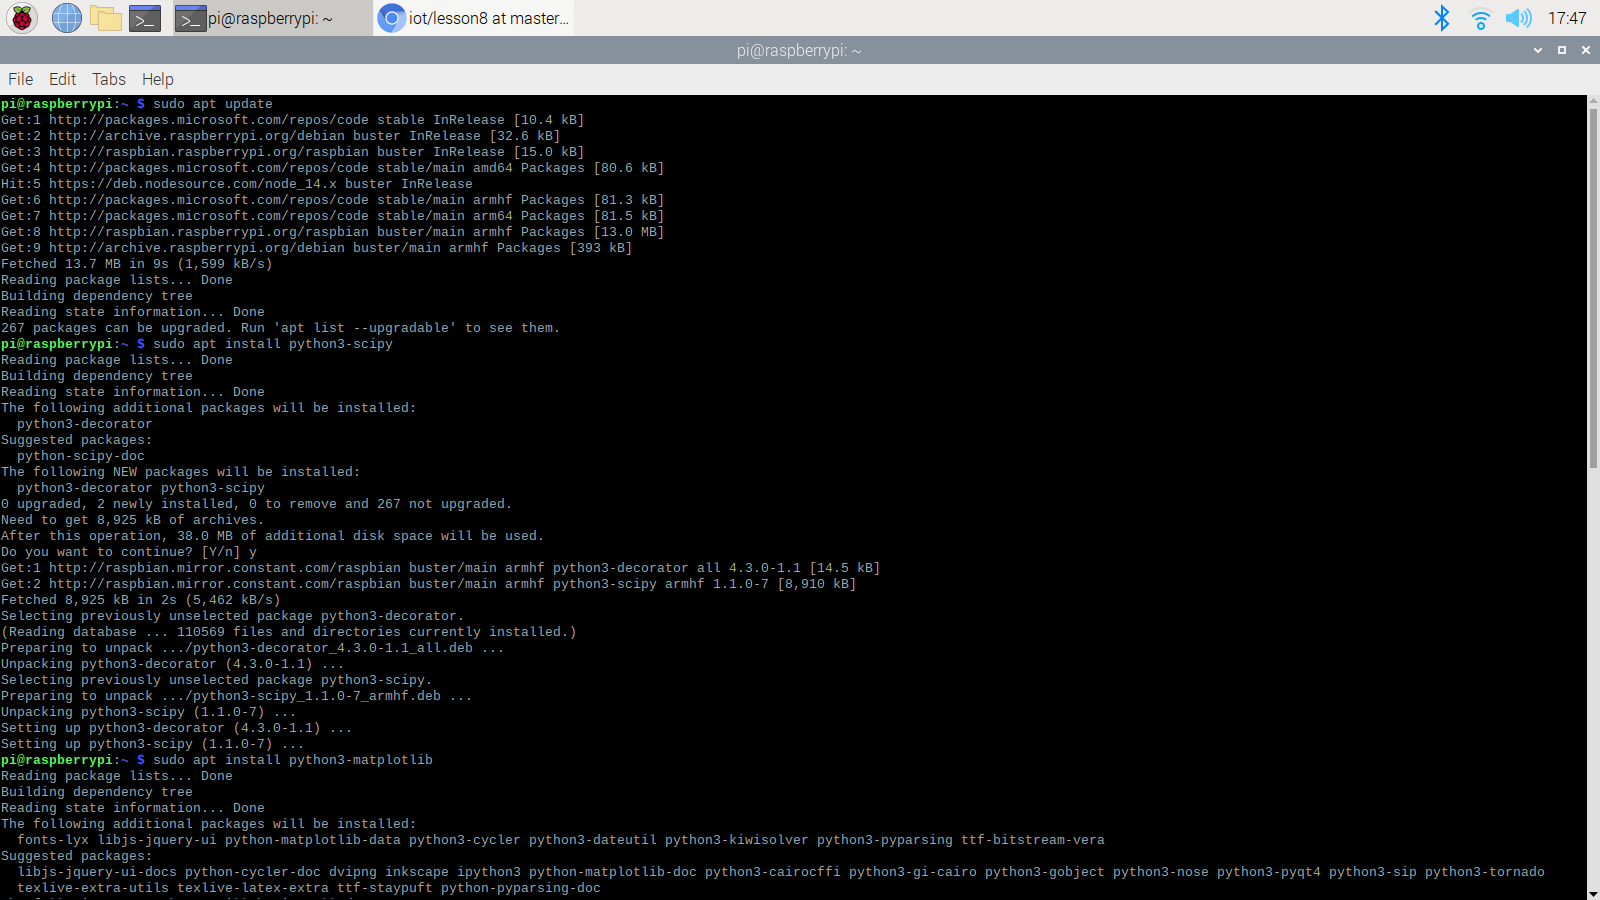 pi@raspberrypi: ~
iot/lesson8 at master...
17:47
pi@raspberrypi: ~
File Edit Tabs Help
pi@raspberrypi:~ $ sudo apt update
Get:1 http://packages.microsoft.com/repos/code stable InRelease [10.4 kB]
Get:2 http://archive.raspberrypi.org/debian buster InRelease [32.6 kB]
Get:3 http://raspbian.raspberrypi.org/raspbian buster InRelease [15.0 kB]
Get:4 http://packages.microsoft.com/repos/code stable/main amd64 Packages [80.6 kB]
Hit:5 https://deb.nodesource.com/node_14.x buster InRelease
Get:6 http://packages.microsoft.com/repos/code stable/main armhf Packages [81.3 kB]
Get:7 http://packages.microsoft.com/repos/code stable/main arm64 Packages [81.5 kB]
Get:8 http://raspbian.raspberrypi.org/raspbian buster/main armhf Packages [13.0 MB]
Get:9 http://archive.raspberrypi.org/debian buster/main armhf Packages [393 kB]
Fetched 13.7 MB in 9s (1,599 kB/s)
Reading package lists... Done
Building dependency tree
Reading state information... Done
267 packages can be upgraded. Run 'apt list --upgradable' to see them.
pi@raspberrypi:~ $ sudo apt install python3-scipy
Reading package lists... Done
Building dependency tree
Reading state information... Done
The following additional packages will be installed:
  python3-decorator
Suggested packages:
  python-scipy-doc
The following NEW packages will be installed:
  python3-decorator python3-scipy
0 upgraded, 2 newly installed, 0 to remove and 267 not upgraded.
Need to get 8,925 kB of archives.
After this operation, 38.0 MB of additional disk space will be used.
Do you want to continue? [Y/n] y
Get:1 http://raspbian.mirror.constant.com/raspbian buster/main armhf python3-decorator all 4.3.0-1.1 [14.5 kB]
Get:2 http://raspbian.mirror.constant.com/raspbian buster/main armhf python3-scipy armhf 1.1.0-7 [8,910 kB]
Fetched 8,925 kB in 2s (5,462 kB/s)
Selecting previously unselected package python3-decorator.
(Reading database ... 110569 files and directories currently installed.)
Preparing to unpack .../python3-decorator_4.3.0-1.1_all.deb ...
Unpacking python3-decorator (4.3.0-1.1) ...
Selecting previously unselected package python3-scipy.
Preparing to unpack .../python3-scipy_1.1.0-7_armhf.deb ...
Unpacking python3-scipy (1.1.0-7) ...
Setting up python3-decorator (4.3.0-1.1) ...
Setting up python3-scipy (1.1.0-7) ...
pi@raspberrypi:~ $ sudo apt install python3-matplotlib
Reading package lists... Done
Building dependency tree
Reading state information... Done
The following additional packages will be installed:
  fonts-lyx libjs-jquery-ui python-matplotlib-data python3-cycler python3-dateutil python3-kiwisolver python3-pyparsing ttf-bitstream-vera
Suggested packages:
  libjs-jquery-ui-docs python-cycler-doc dvipng inkscape ipython3 python-matplotlib-doc python3-cairocffi python3-gi-cairo python3-gobject python3-nose python3-pyqt4 python3-sip python3-tornado
  texlive-extra-utils texlive-latex-extra ttf-staypuft python-pyparsing-doc